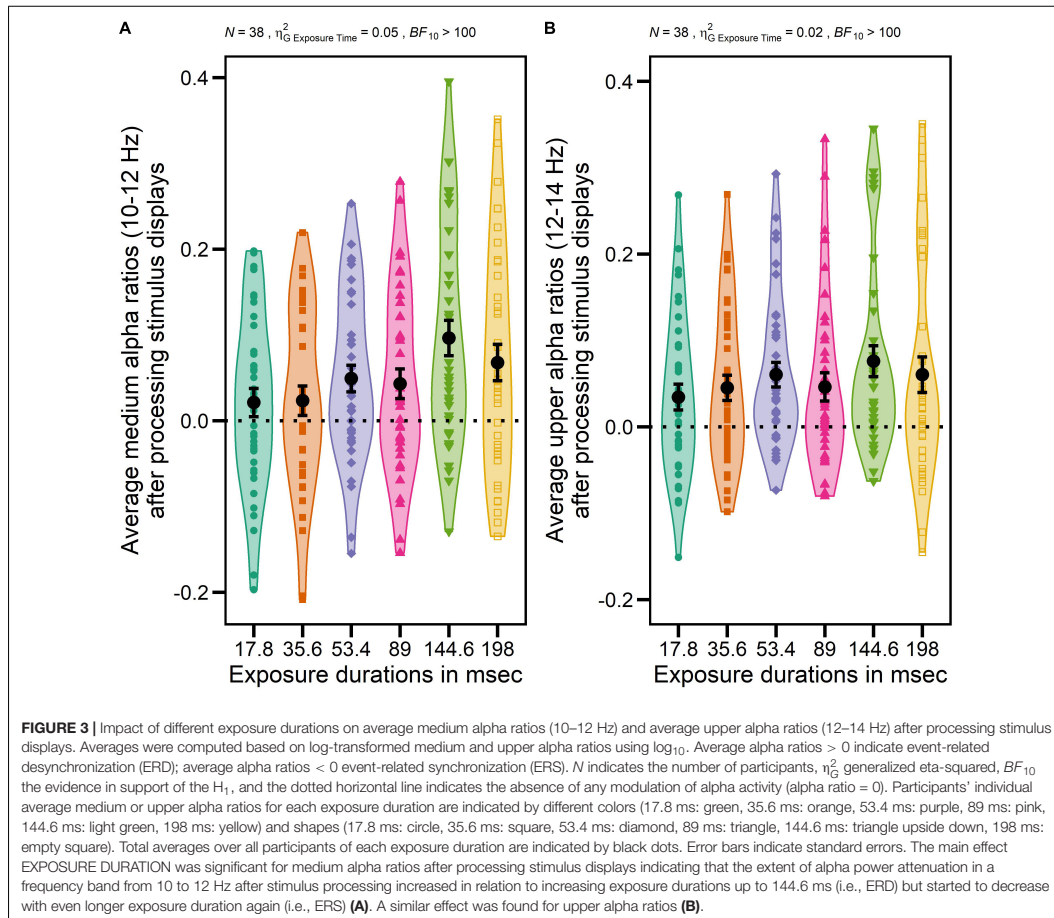 A
N = 38 , η²G Exposure Time = 0.05 , BF10 > 100
Average medium alpha ratios (10-12 Hz)
after processing stimulus displays
0.4
0.2
0.0
-0.2
17.8 35.6 53.4 89 144.6 198
Exposure durations in msec
B
N = 38 , η²G Exposure Time = 0.02 , BF10 > 100
Average upper alpha ratios (12-14 Hz)
after processing stimulus displays
0.4
0.2
0.0
-0.2
17.8 35.6 53.4 89 144.6 198
Exposure durations in msec
FIGURE 3 | Impact of different exposure durations on average medium alpha ratios (10–12 Hz) and average upper alpha ratios (12–14 Hz) after processing stimulus
displays. Averages were computed based on log-transformed medium and upper alpha ratios using log10. Average alpha ratios > 0 indicate event-related
desynchronization (ERD); average alpha ratios < 0 event-related synchronization (ERS). N indicates the number of participants, η²G generalized eta-squared, BF10
the evidence in support of the H1, and the dotted horizontal line indicates the absence of any modulation of alpha activity (alpha ratio = 0). Participants' individual
average medium or upper alpha ratios for each exposure duration are indicated by different colors (17.8 ms: green, 35.6 ms: orange, 53.4 ms: purple, 89 ms: pink,
144.6 ms: light green, 198 ms: yellow) and shapes (17.8 ms: circle, 35.6 ms: square, 53.4 ms: diamond, 89 ms: triangle, 144.6 ms: triangle upside down, 198 ms:
empty square). Total averages over all participants of each exposure duration are indicated by black dots. Error bars indicate standard errors. The main effect
EXPOSURE DURATION was significant for medium alpha ratios after processing stimulus displays indicating that the extent of alpha power attenuation in a
frequency band from 10 to 12 Hz after stimulus processing increased in relation to increasing exposure durations up to 144.6 ms (i.e., ERD) but started to decrease
with even longer exposure duration again (i.e., ERS) (A). A similar effect was found for upper alpha ratios (B).